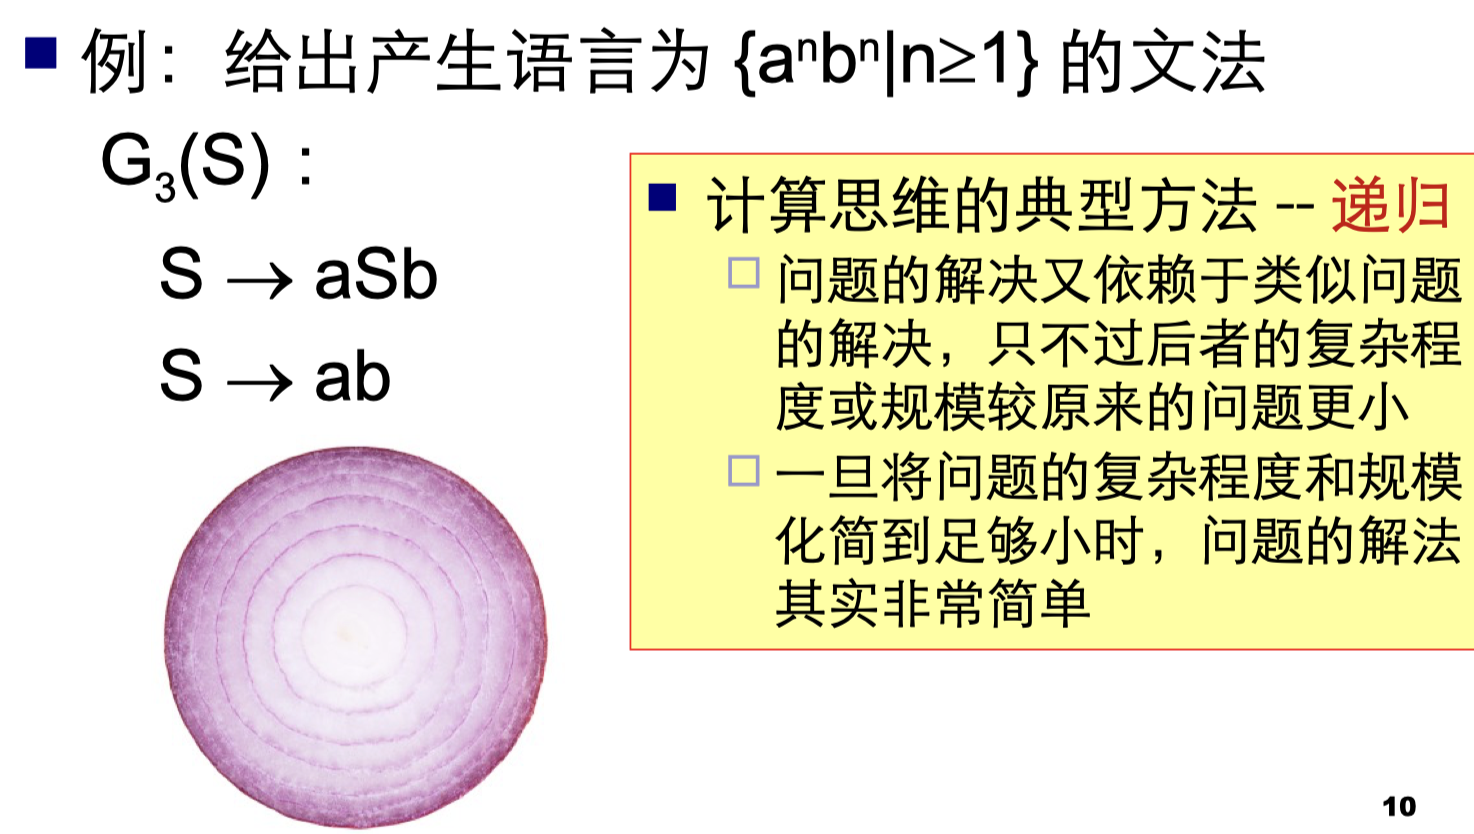 例：给出产生语言为 {aⁿbⁿ|n≥1} 的文法
G₃(S)：
S → aSb
S → ab
计算思维的典型方法 -- 递归
问题的解决又依赖于类似问题
的解决，只不过后者的复杂程
度或规模较原来的问题更小
一旦将问题的复杂程度和规模
化简到足够小时，问题的解法
其实非常简单
10